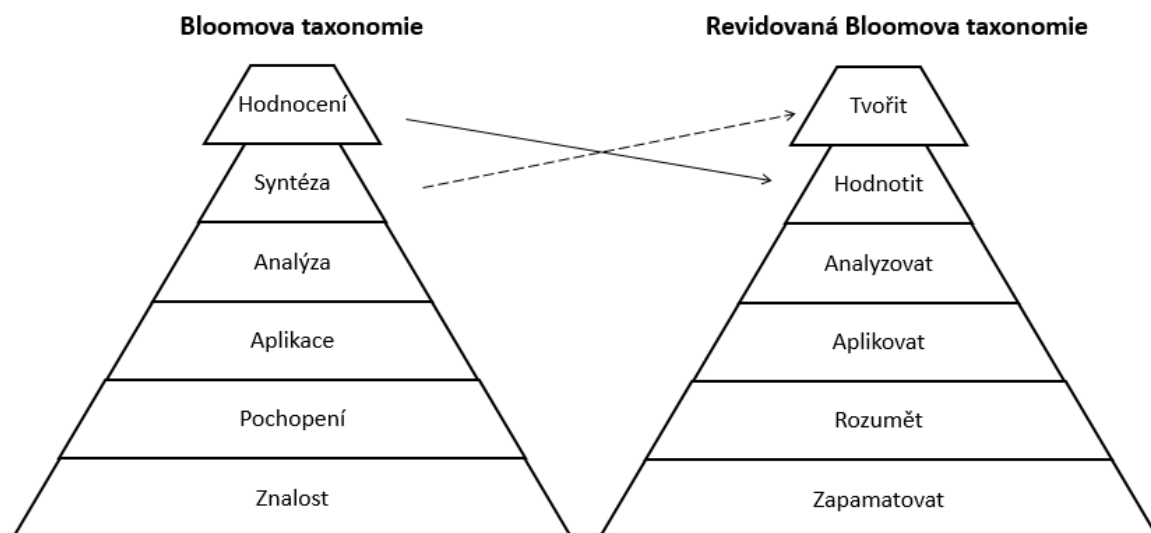 Bloomova taxonomie
Hodnocení
Syntéza
Analýza
Aplikace
Pochopení
Znalost
Revidovaná Bloomova taxonomie
Tvořit
Hodnotit
Analyzovat
Aplikovat
Rozumět
Zapamatovat